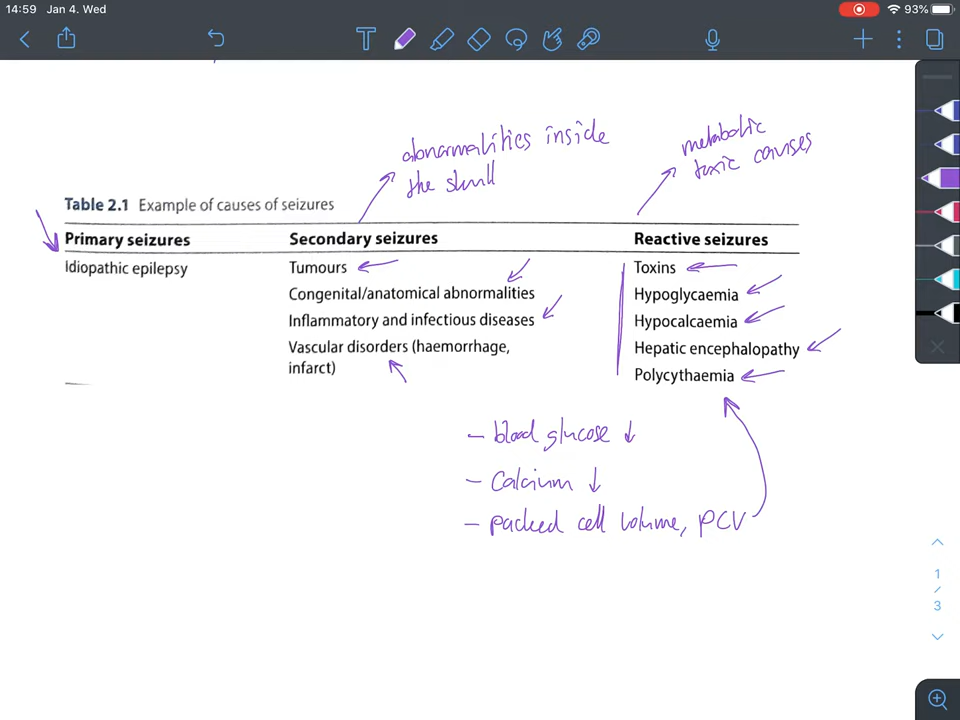 14:59 Jan 4. Wed
93%
abnormalities inside
the skull
metabolic
toxic causes
Table 2.1 Example of causes of seizures
Primary seizures Secondary seizures Reactive seizures
Idiopathic epilepsy Tumours Toxins
Congenital/anatomical abnormalities Hypoglycaemia
Inflammatory and infectious diseases Hypocalcaemia
Vascular disorders (haemorrhage, Hepatic encephalopathy
infarct) Polycythaemia
- blood glucose ↓
- Calcium ↓
- packed cell volume, PCV
1
/
3